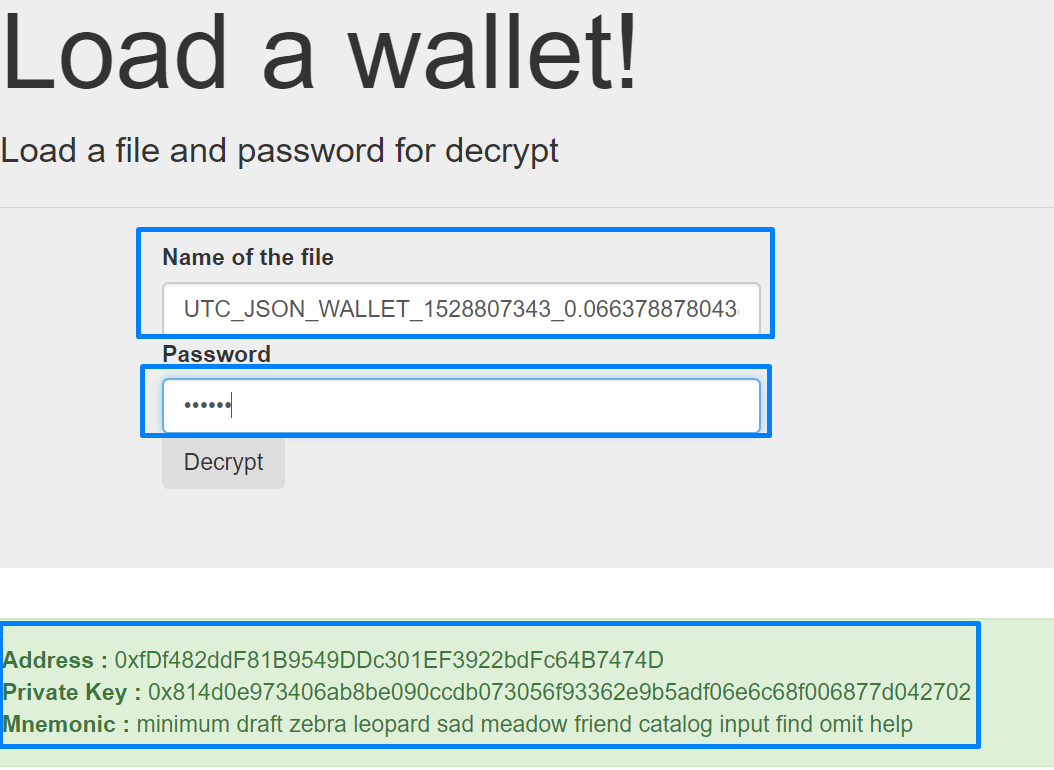 Load a wallet!
Load a file and password for decrypt
Name of the file
UTC_JSON_WALLET_1528807343_0.066378878043
Password
••••••
Decrypt
Address : 0xfDf482ddF81B9549DDc301EF3922bdFc64B7474D
Private Key : 0x814d0e973406ab8be090ccdb073056f93362e9b5adf06e6c68f006877d042702
Mnemonic : minimum draft zebra leopard sad meadow friend catalog input find omit help